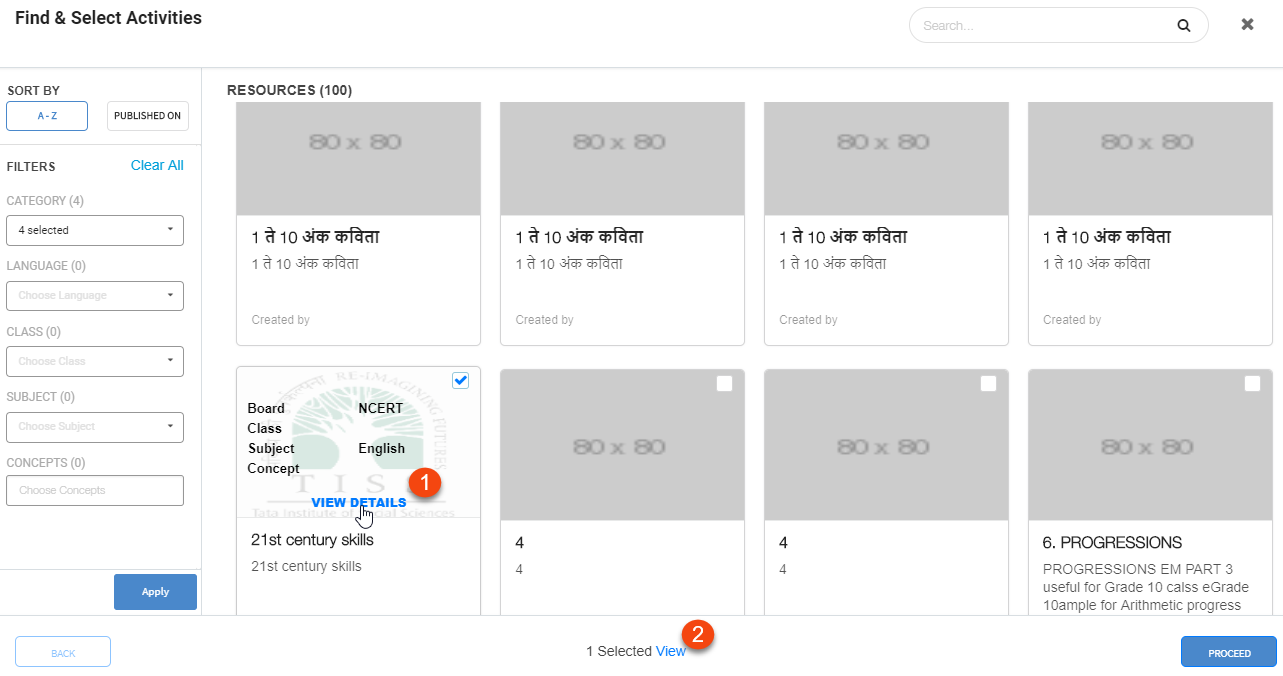 Find & Select Activities
Search...
SORT BY
A - Z
PUBLISHED ON
FILTERS
Clear All
CATEGORY (4)
4 selected
LANGUAGE (0)
Choose Language
CLASS (0)
Choose Class
SUBJECT (0)
Choose Subject
CONCEPTS (0)
Choose Concepts
Apply
RESOURCES (100)
80 x 80
80 x 80
80 x 80
80 x 80
1 ते 10 अंक कविता
1 ते 10 अंक कविता
Created by
1 ते 10 अंक कविता
1 ते 10 अंक कविता
Created by
1 ते 10 अंक कविता
1 ते 10 अंक कविता
Created by
1 ते 10 अंक कविता
1 ते 10 अंक कविता
Created by
RE-IMAGINING FUTURES
Board NCERT
Class
Subject English
Concept
TIS
1
VIEW DETAILS
Tata Institute of Social Sciences
21st century skills
21st century skills
80 x 80
4
4
80 x 80
4
4
80 x 80
6. PROGRESSIONS
PROGRESSIONS EM PART 3
useful for Grade 10 calss eGrade
10ample for Arithmetic progress
BACK
1 Selected View
2
PROCEED